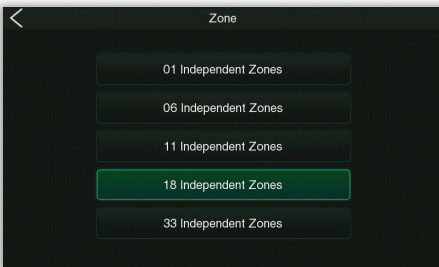 Zone
01 Independent Zones
06 Independent Zones
11 Independent Zones
18 Independent Zones
33 Independent Zones